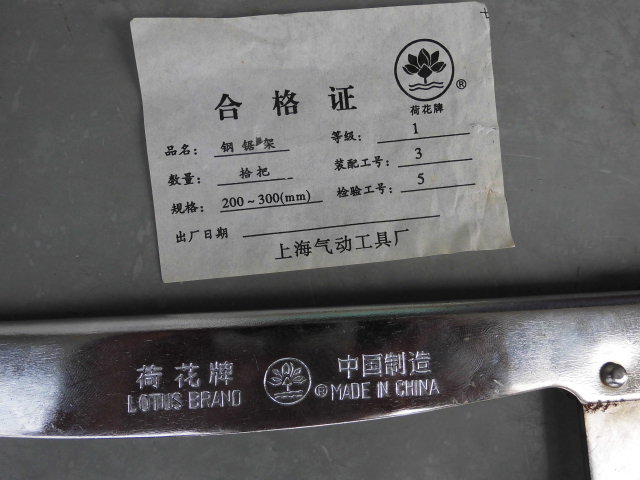 合格证
荷花牌®
品名： 钢锯架
等级： 1
数量： 拾把
装配工号： 3
规格： 200~300(mm)
检验工号： 5
出厂日期
上海气动工具厂
荷花牌 中国制造
LOTUS BRAND ® MADE IN CHINA